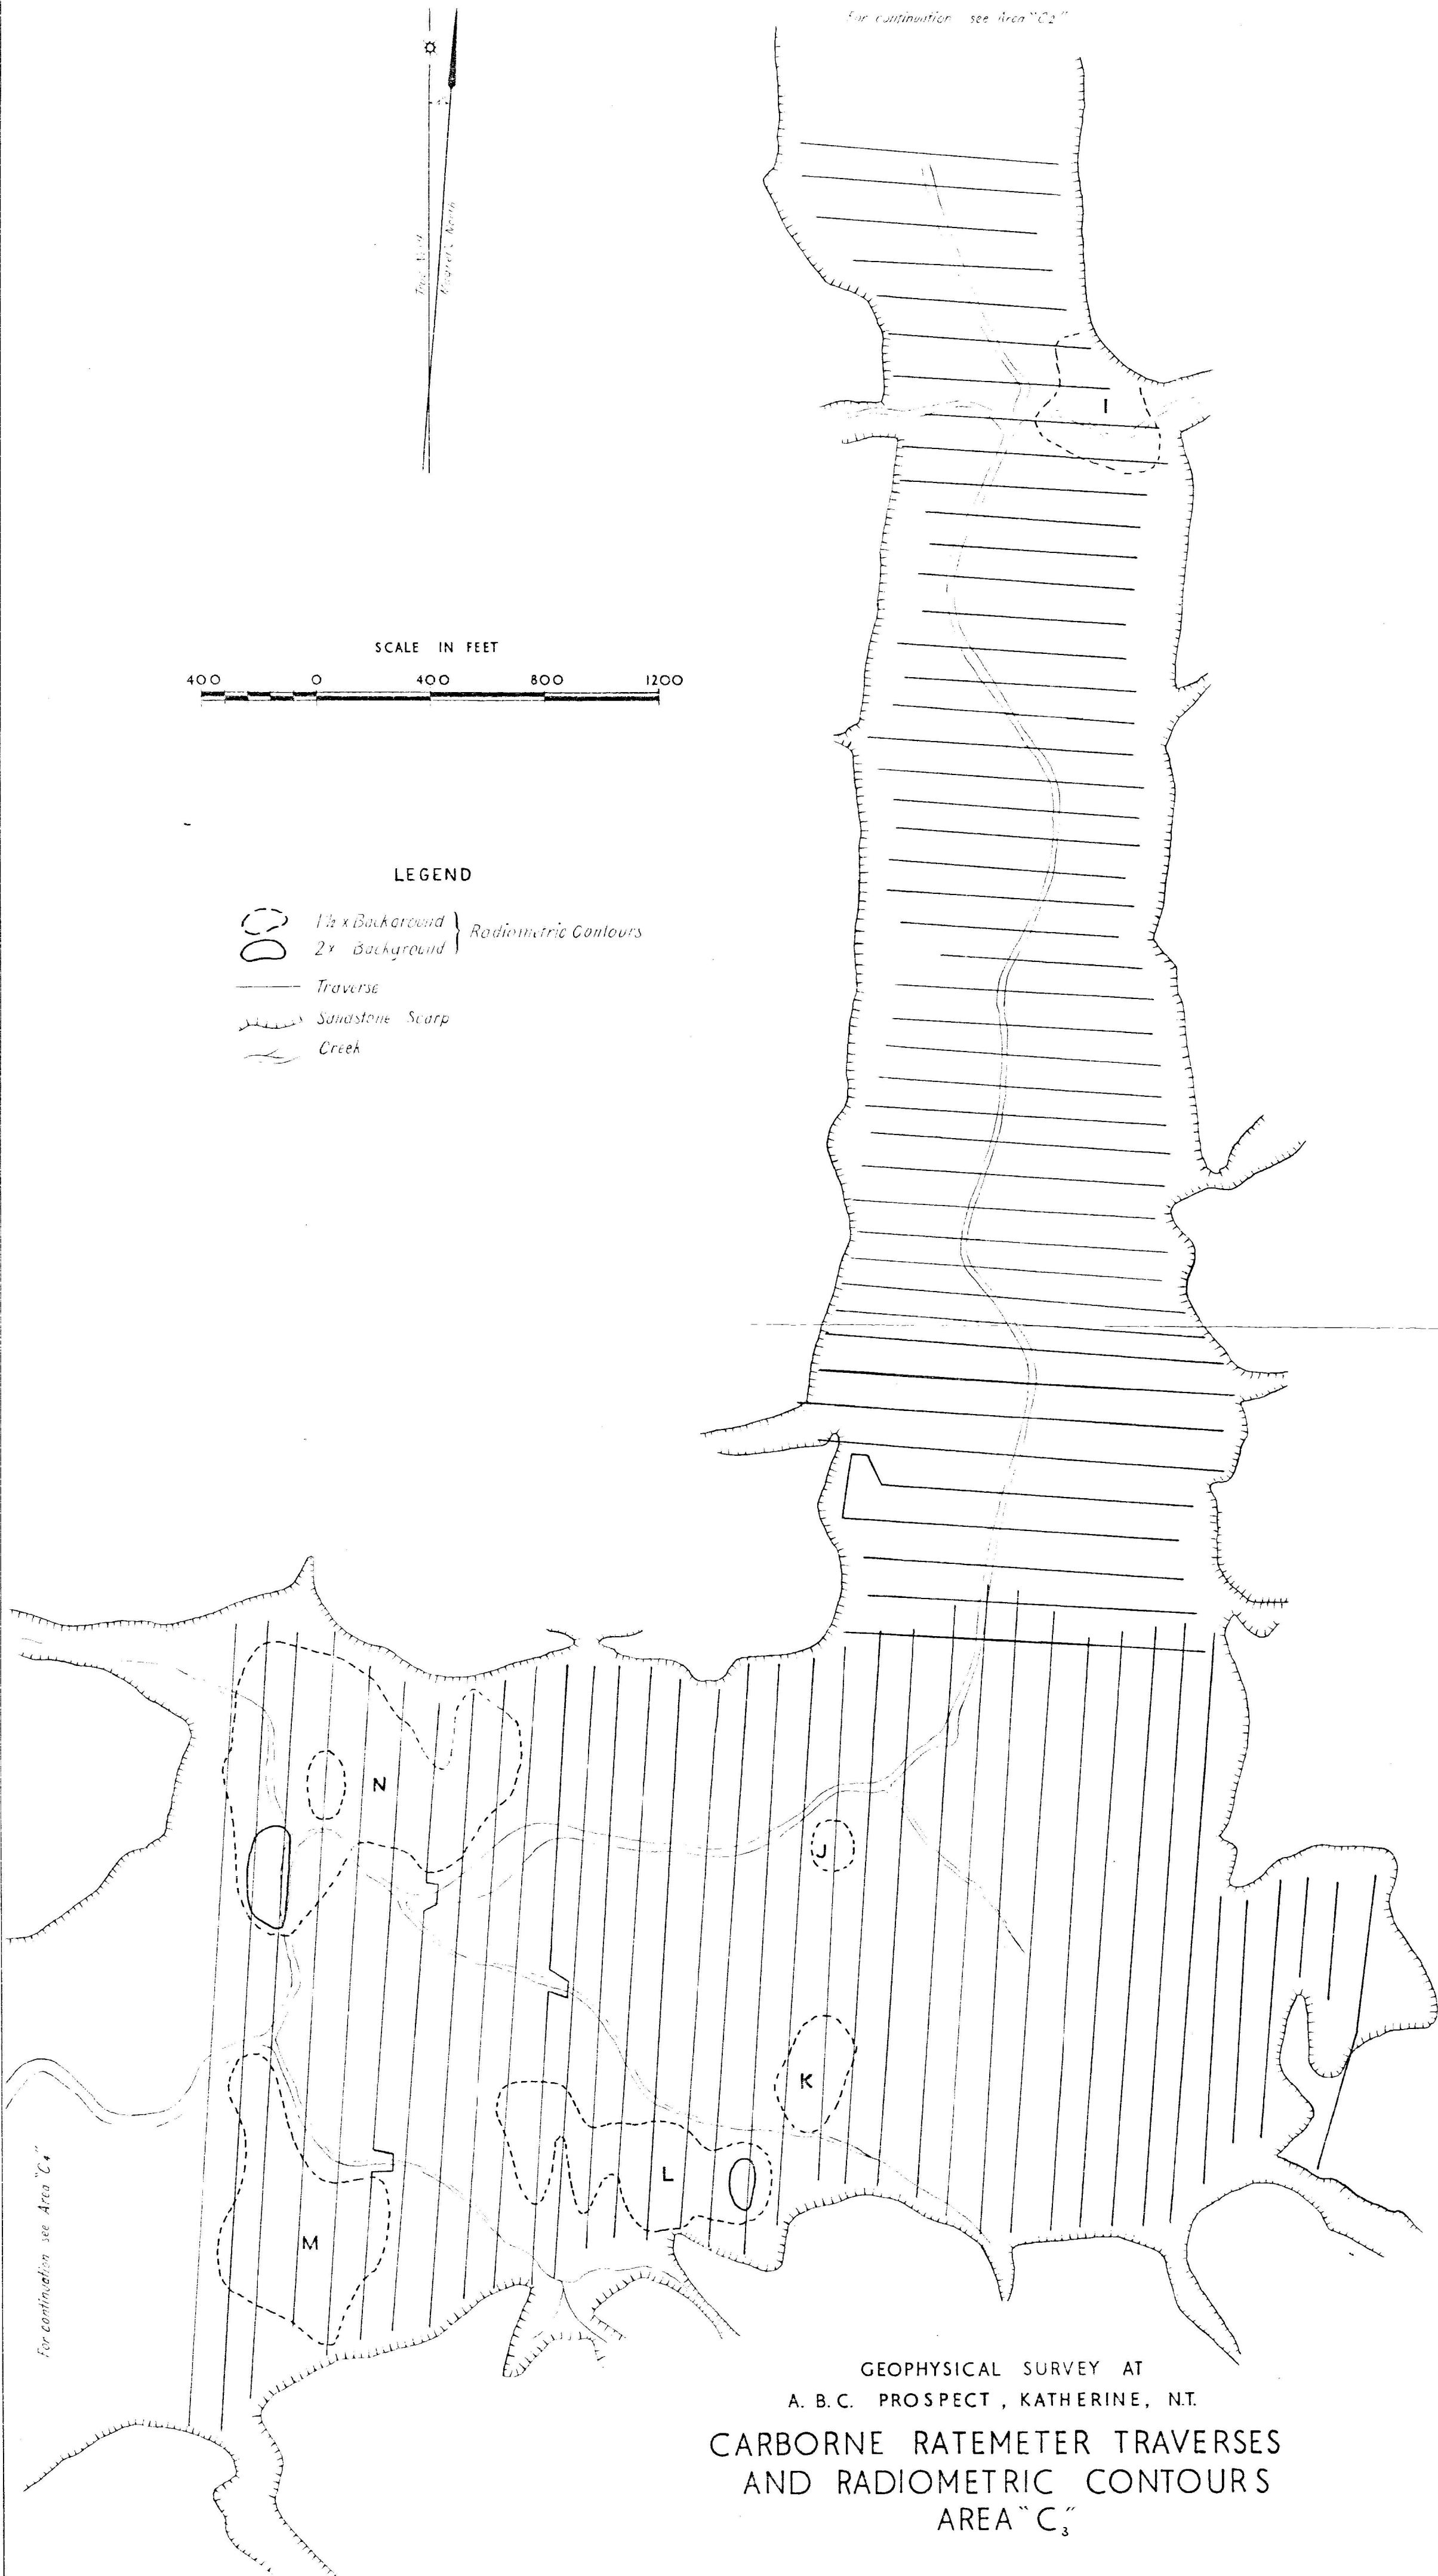 For continuation see Area "C2"
True North
Magnetic North
SCALE IN FEET
400 0 400 800 1200
LEGEND
1½ x Background
2 x Background
Radiometric Contours
Traverse
Sandstone Scarp
Creek
I
N
J
K
L
M
For continuation see Area "C4"
GEOPHYSICAL SURVEY AT
A. B. C. PROSPECT, KATHERINE, N.T.
CARBORNE RATEMETER TRAVERSES
AND RADIOMETRIC CONTOURS
AREA "C3"